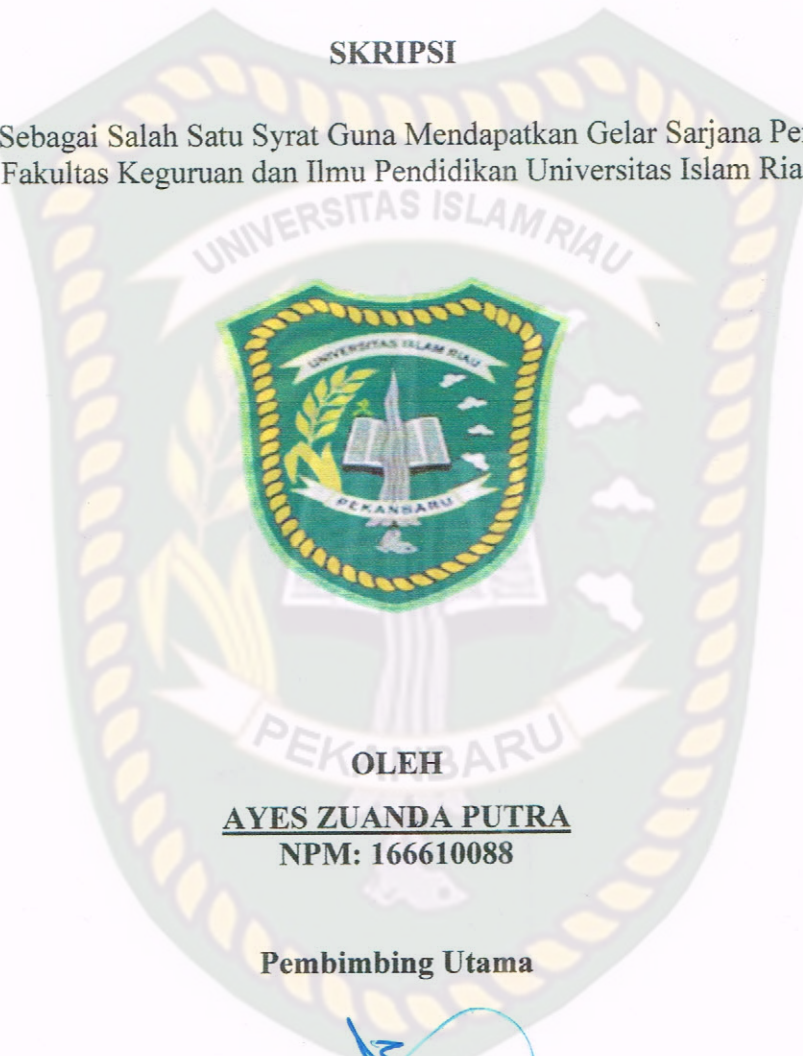 SKRIPSI
Sebagai Salah Satu Syrat Guna Mendapatkan Gelar Sarjana
Fakultas Keguruan dan Ilmu Pendidikan Universitas Islam
UNIVERSITAS ISLAM RIAU
UNIVERSITAS ISLAM RIAU
PEKANBARU
PEKANBARU
OLEH
AYES ZUANDA PUTRA
NPM: 166610088
Pembimbing Utama